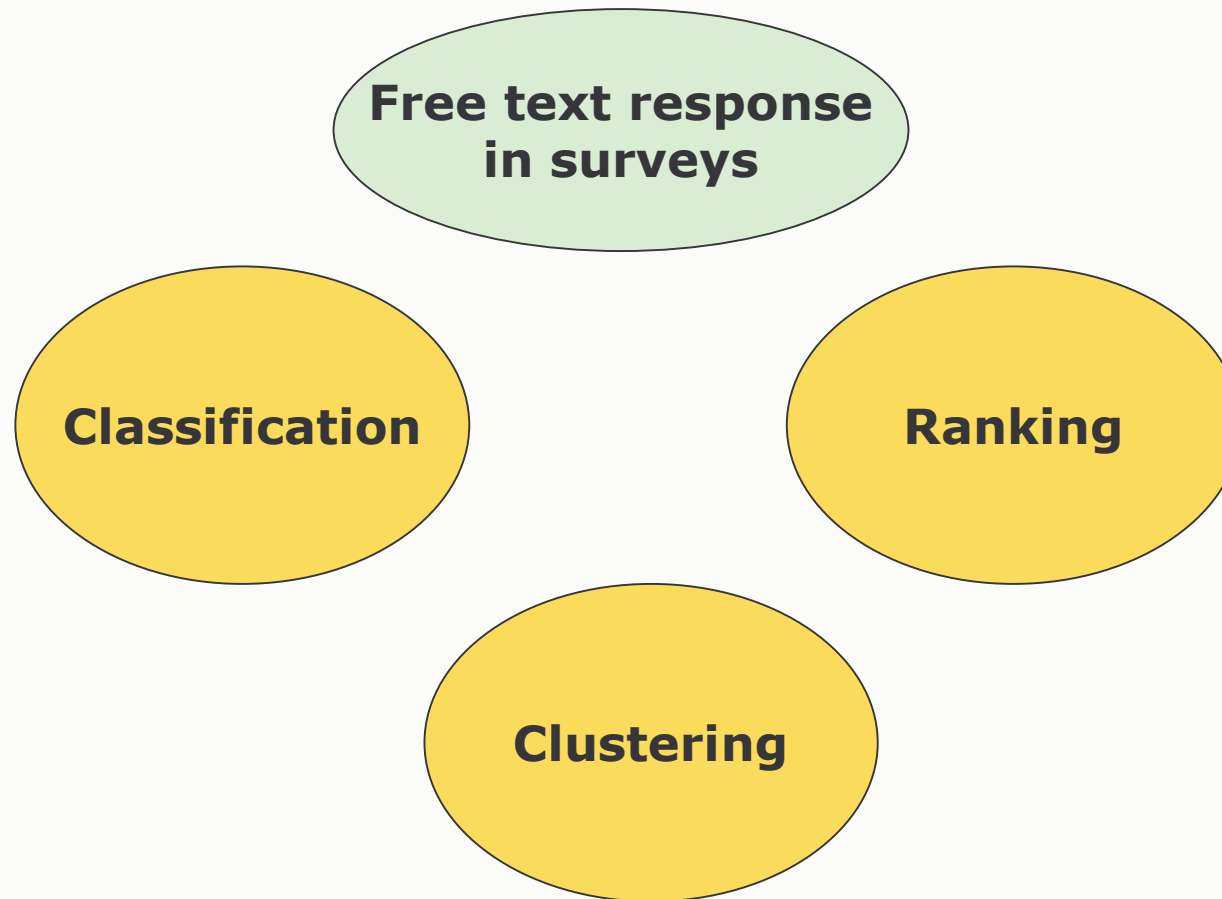 Free text response
in surveys
Classification
Ranking
Clustering